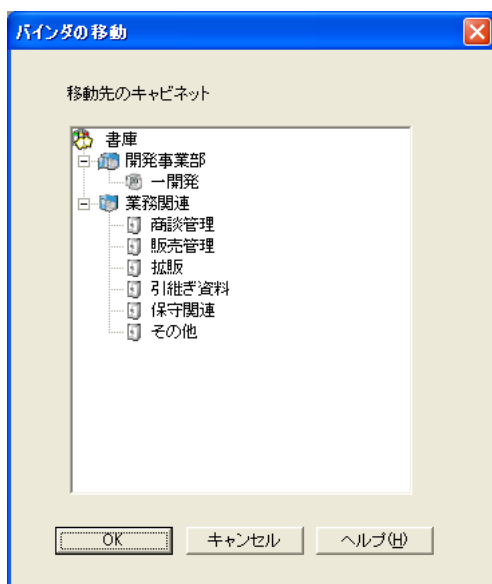 バインダの移動
移動先のキャビネット
書庫
開発事業部
一開発
業務関連
商談管理
販売管理
拡販
引継ぎ資料
保守関連
その他
OK
キャンセル
ヘルプ(H)